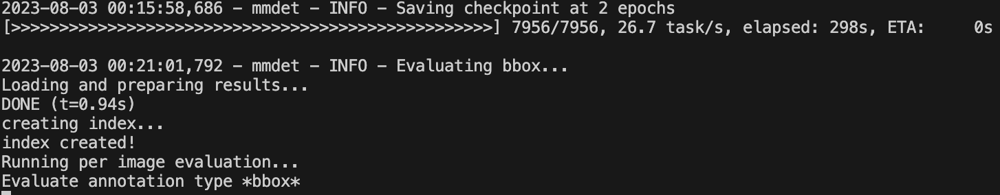 2023-08-03 00:15:58,686 - mmdet - INFO - Saving checkpoint at 2 epochs
[>>>>>>>>>>>>>>>>>>>>>>>>>>>>>>>>>>>>>>>>>>>>>>>>>>] 7956/7956, 26.7 task/s, elapsed: 298s, ETA:     0s
2023-08-03 00:21:01,792 - mmdet - INFO - Evaluating bbox...
Loading and preparing results...
DONE (t=0.94s)
creating index...
index created!
Running per image evaluation...
Evaluate annotation type *bbox*